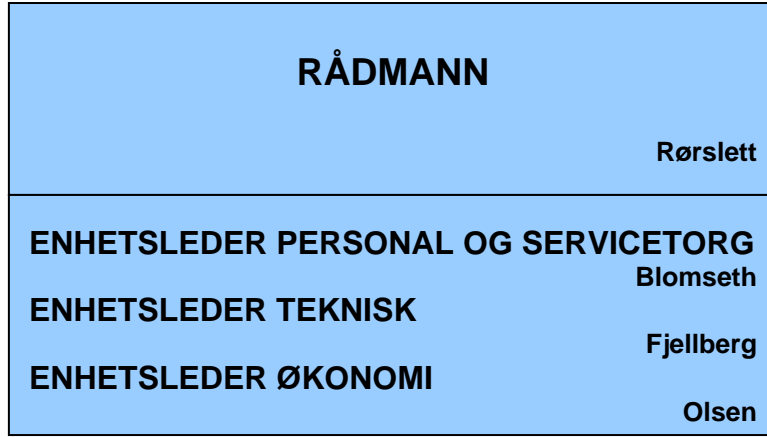 RÅDMANN
Rørslett
ENHETSLEDER PERSONAL OG SERVICETORG
Blomseth
ENHETSLEDER TEKNISK
Fjellberg
ENHETSLEDER ØKONOMI
Olsen